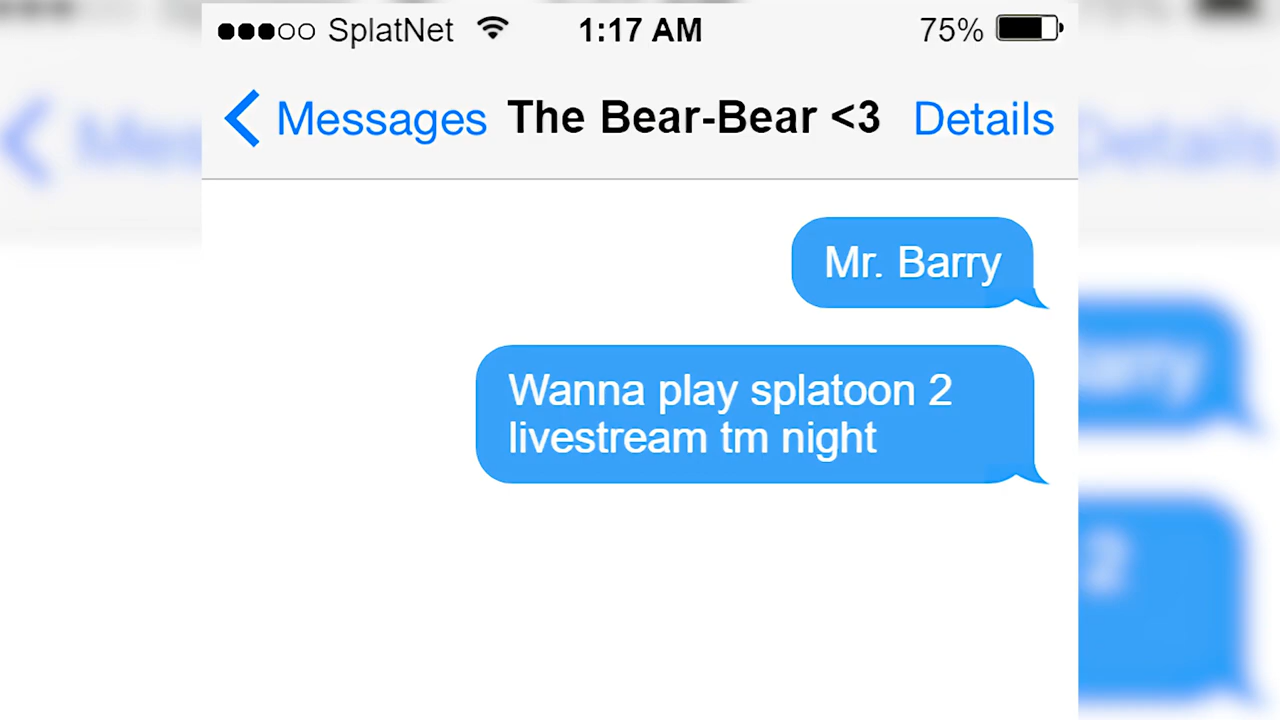 SplatNet 1:17 AM 75%
Messages The Bear-Bear <3 Details
Mr. Barry
Wanna play splatoon 2
livestream tm night